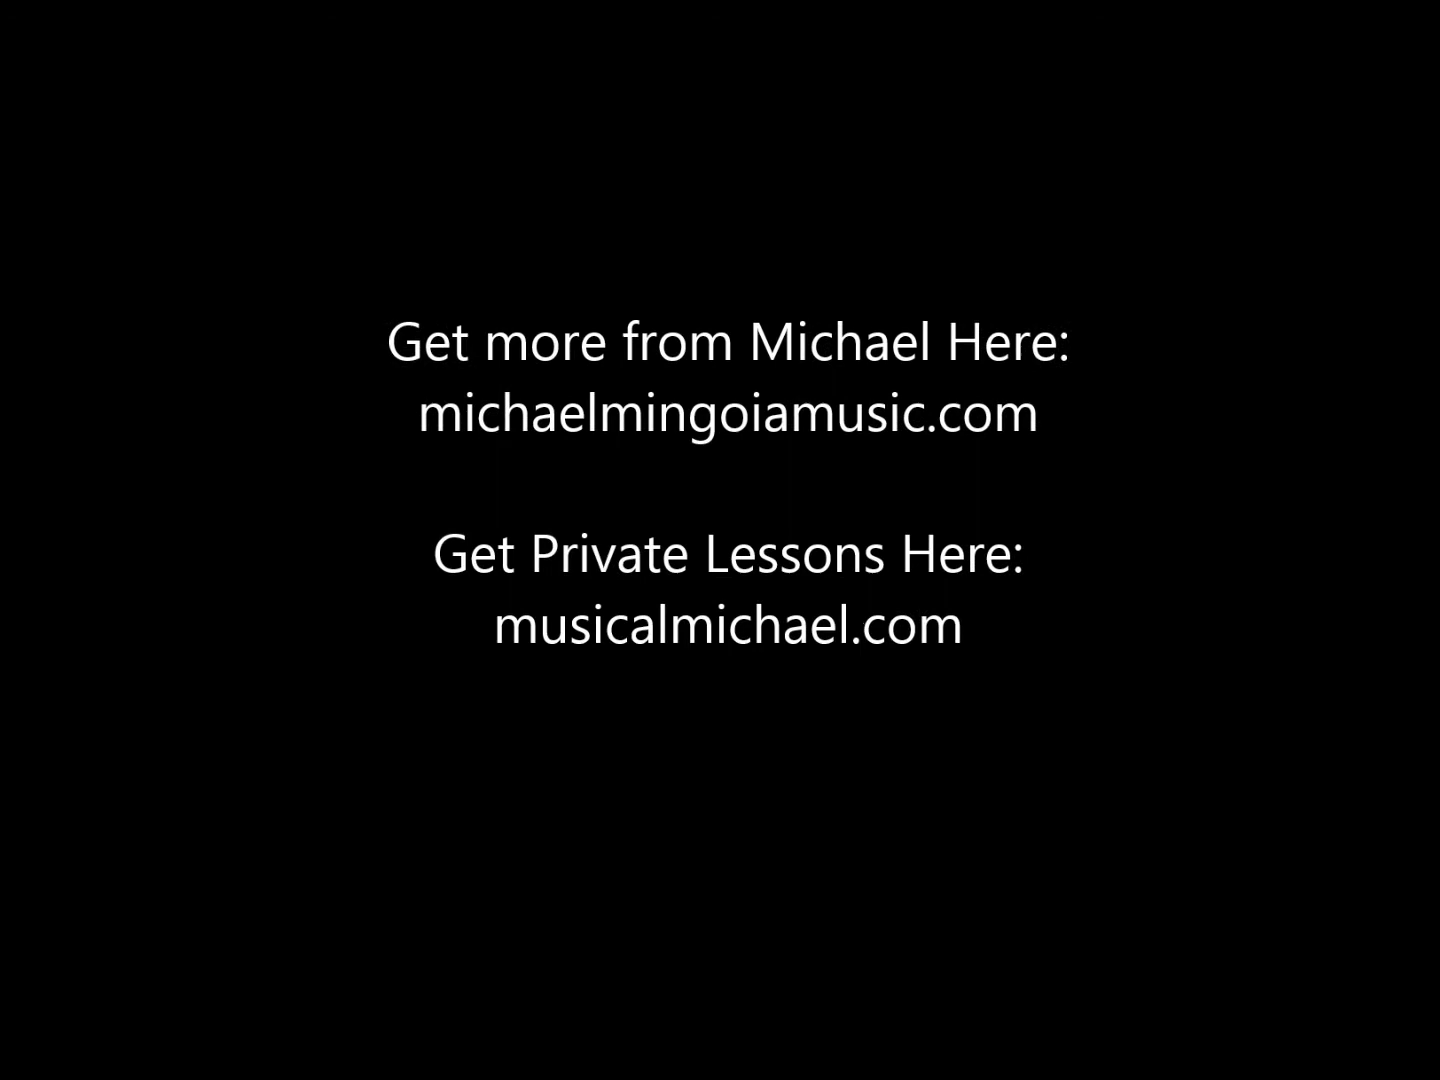 Get more from Michael Here:
michaelmingoiamusic.com
Get Private Lessons Here:
musicalmichael.com